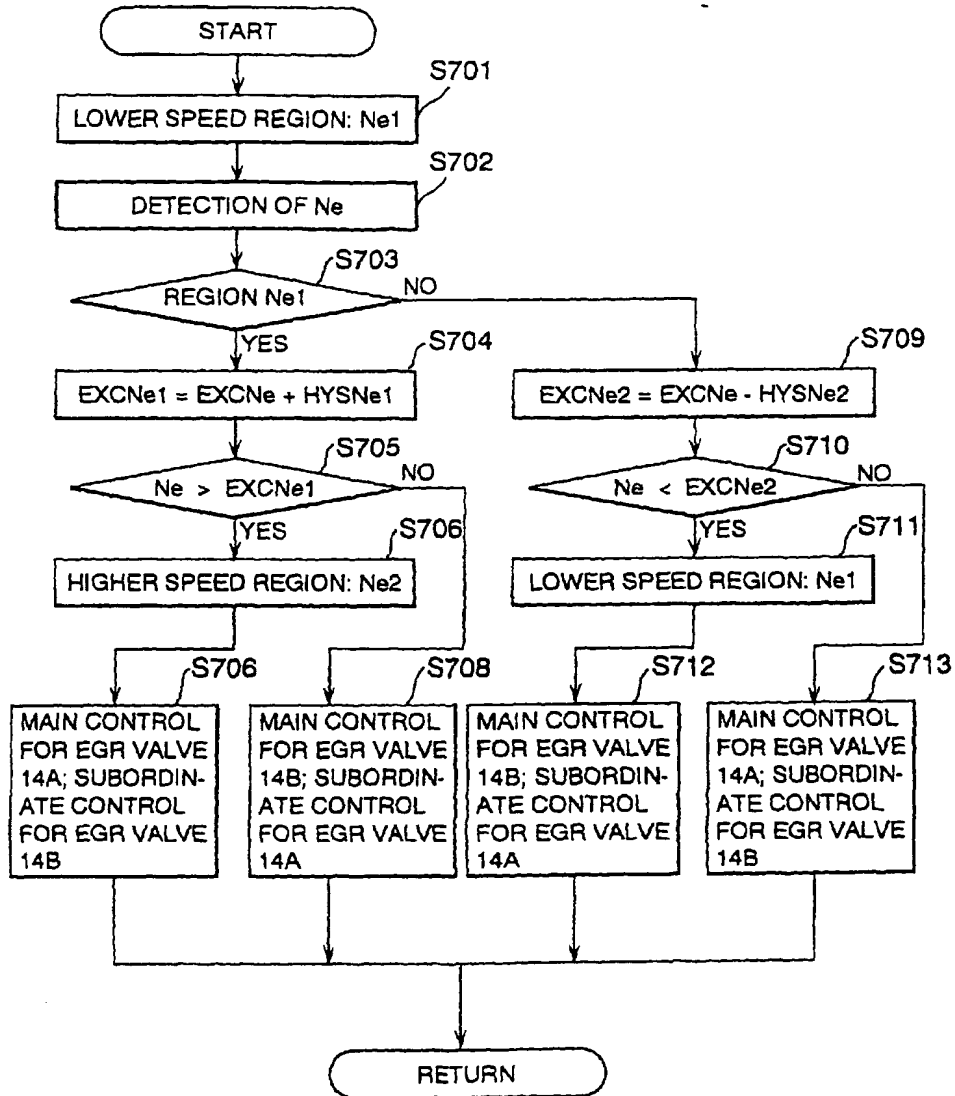 START
S701
LOWER SPEED REGION: Ne1
S702
DETECTION OF Ne
S703
REGION Ne1
NO
YES
S704
EXCNe1 = EXCNe + HYSNe1
S709
EXCNe2 = EXCNe - HYSNe2
S705
Ne > EXCNe1
NO
YES
S710
Ne < EXCNe2
NO
YES
S706
HIGHER SPEED REGION: Ne2
S711
LOWER SPEED REGION: Ne1
S706
MAIN CONTROL
FOR EGR VALVE
14A; SUBORDIN-
ATE CONTROL
FOR EGR VALVE
14B
S708
MAIN CONTROL
FOR EGR VALVE
14B; SUBORDIN-
ATE CONTROL
FOR EGR VALVE
14A
S712
MAIN CONTROL
FOR EGR VALVE
14B; SUBORDIN-
ATE CONTROL
FOR EGR VALVE
14A
S713
MAIN CONTROL
FOR EGR VALVE
14A; SUBORDIN-
ATE CONTROL
FOR EGR VALVE
14B
RETURN